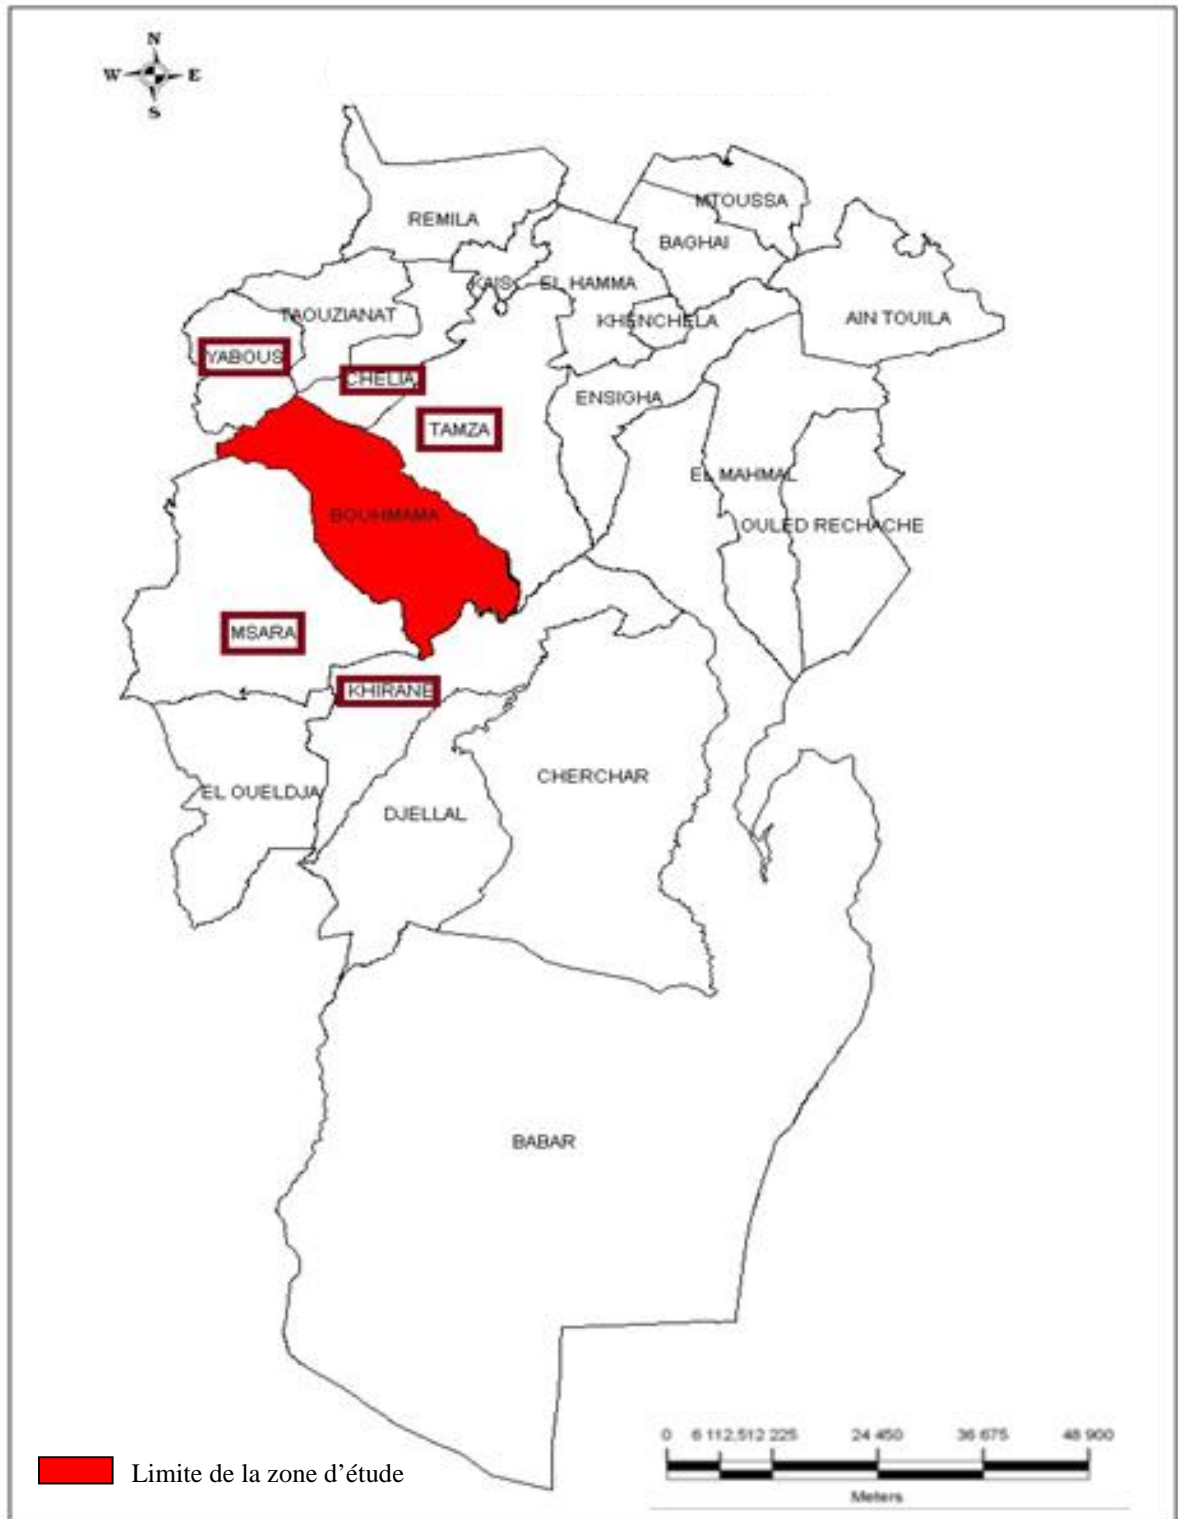 N
W E
S
REMILA
MTOUSSA
BAGHAI
KAIS
EL HAMMA
TAOUZIANAT
KHENCHELA
AIN TOUILA
YABOUS
CHELIA
ENSIGHA
TAMZA
EL MAHMAL
BOUHMAMA
OULED RECHACHE
MSARA
KHIRANE
CHERCHAR
EL OUELDJA
DJELLAL
BABAR
0 6 112,512 225 24 450 36 675 48 900
Meters
Limite de la zone d’étude